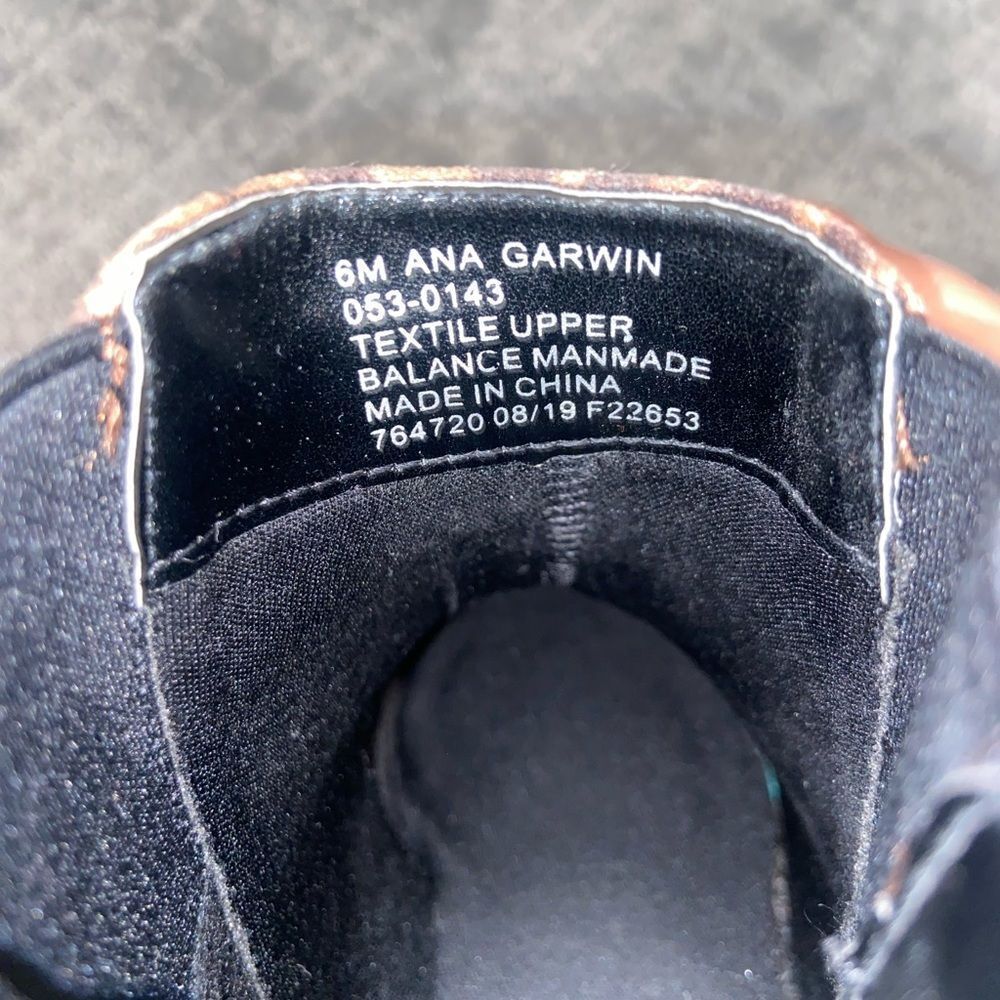 6M ANA GARWIN
053-0143
TEXTILE UPPER
BALANCE MANMADE
MADE IN CHINA
764720 08/19 F22653